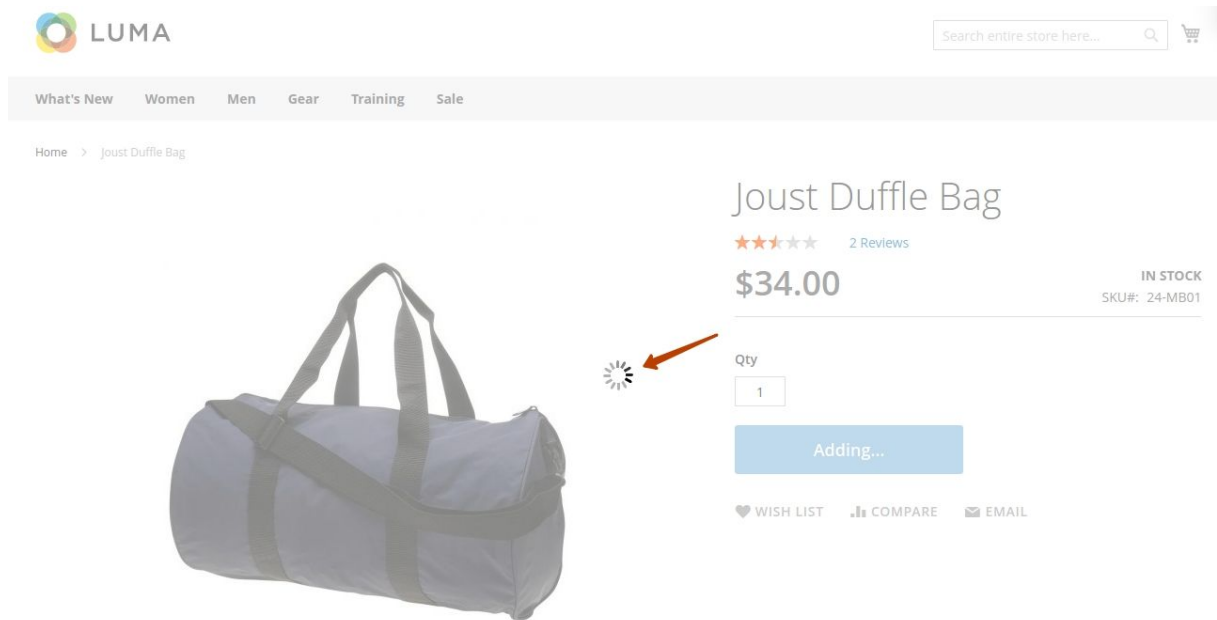 LUMA
Search entire store here...
What's New Women Men Gear Training Sale
Home > Joust Duffle Bag
Joust Duffle Bag
2 Reviews
$34.00
IN STOCK
SKU#: 24-MB01
Qty
1
Adding...
WISH LIST COMPARE EMAIL